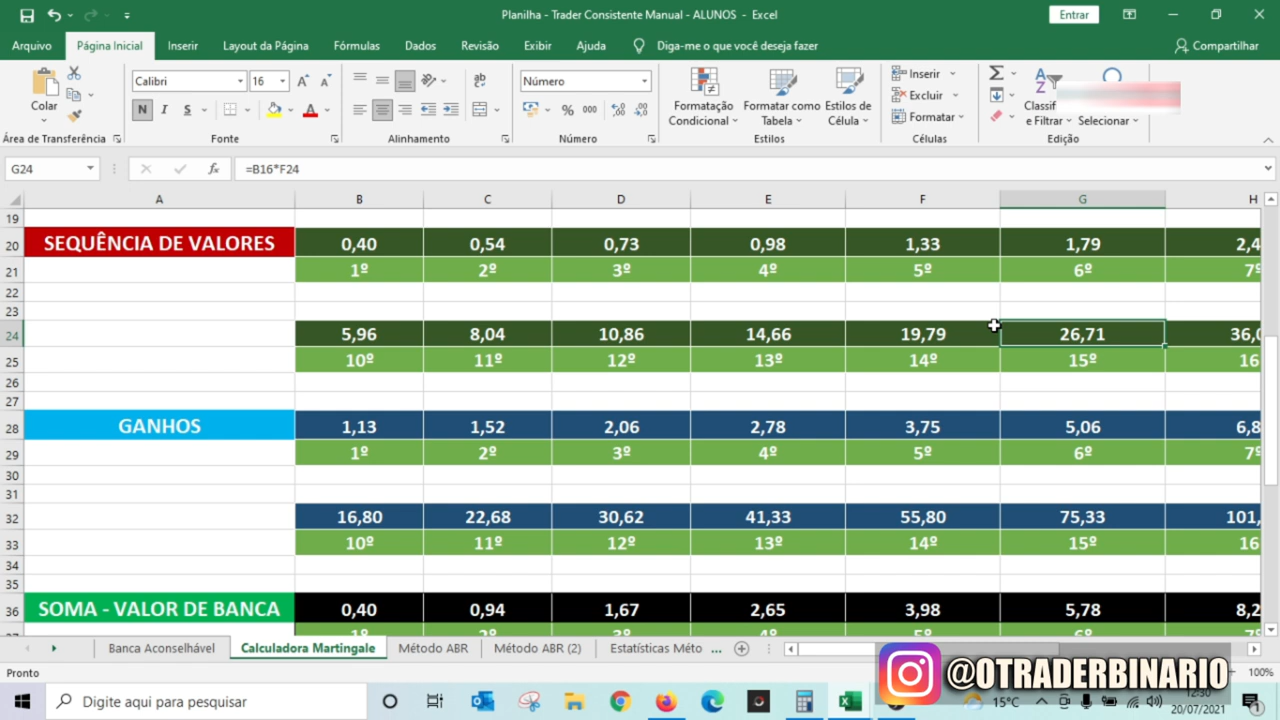 Planilha - Trader Consistente Manual - ALUNOS - Excel
Entrar
Arquivo Página Inicial Inserir Layout da Página Fórmulas Dados Revisão Exibir Ajuda Diga-me o que você deseja fazer Compartilhar
Calibri 16 Número Inserir
Colar Formatação Formatar como Estilos de Excluir Classif
N I S % 000 Condicional Tabela Célula Formatar e Filtrar Selecionar
Área de Transferência Fonte Alinhamento Número Estilos Células Edição
G24 fx =B16*F24
A B C D E F G H
19
20 SEQUÊNCIA DE VALORES 0,40 0,54 0,73 0,98 1,33 1,79 2,4
21 1º 2º 3º 4º 5º 6º 7º
22
23
24 5,96 8,04 10,86 14,66 19,79 26,71 36,0
25 10º 11º 12º 13º 14º 15º 16
26
27
28 GANHOS 1,13 1,52 2,06 2,78 3,75 5,06 6,8
29 1º 2º 3º 4º 5º 6º 7º
30
31
32 16,80 22,68 30,62 41,33 55,80 75,33 101,
33 10º 11º 12º 13º 14º 15º 16
34
35
36 SOMA - VALOR DE BANCA 0,40 0,94 1,67 2,65 3,98 5,78 8,2
Banca Aconselhável Calculadora Martingale Método ABR Método ABR (2) Estatísticas Méto ...
Pronto 100%
@OTRADERBINARIO
Digite aqui para pesquisar 15°C 12:30
20/07/2021